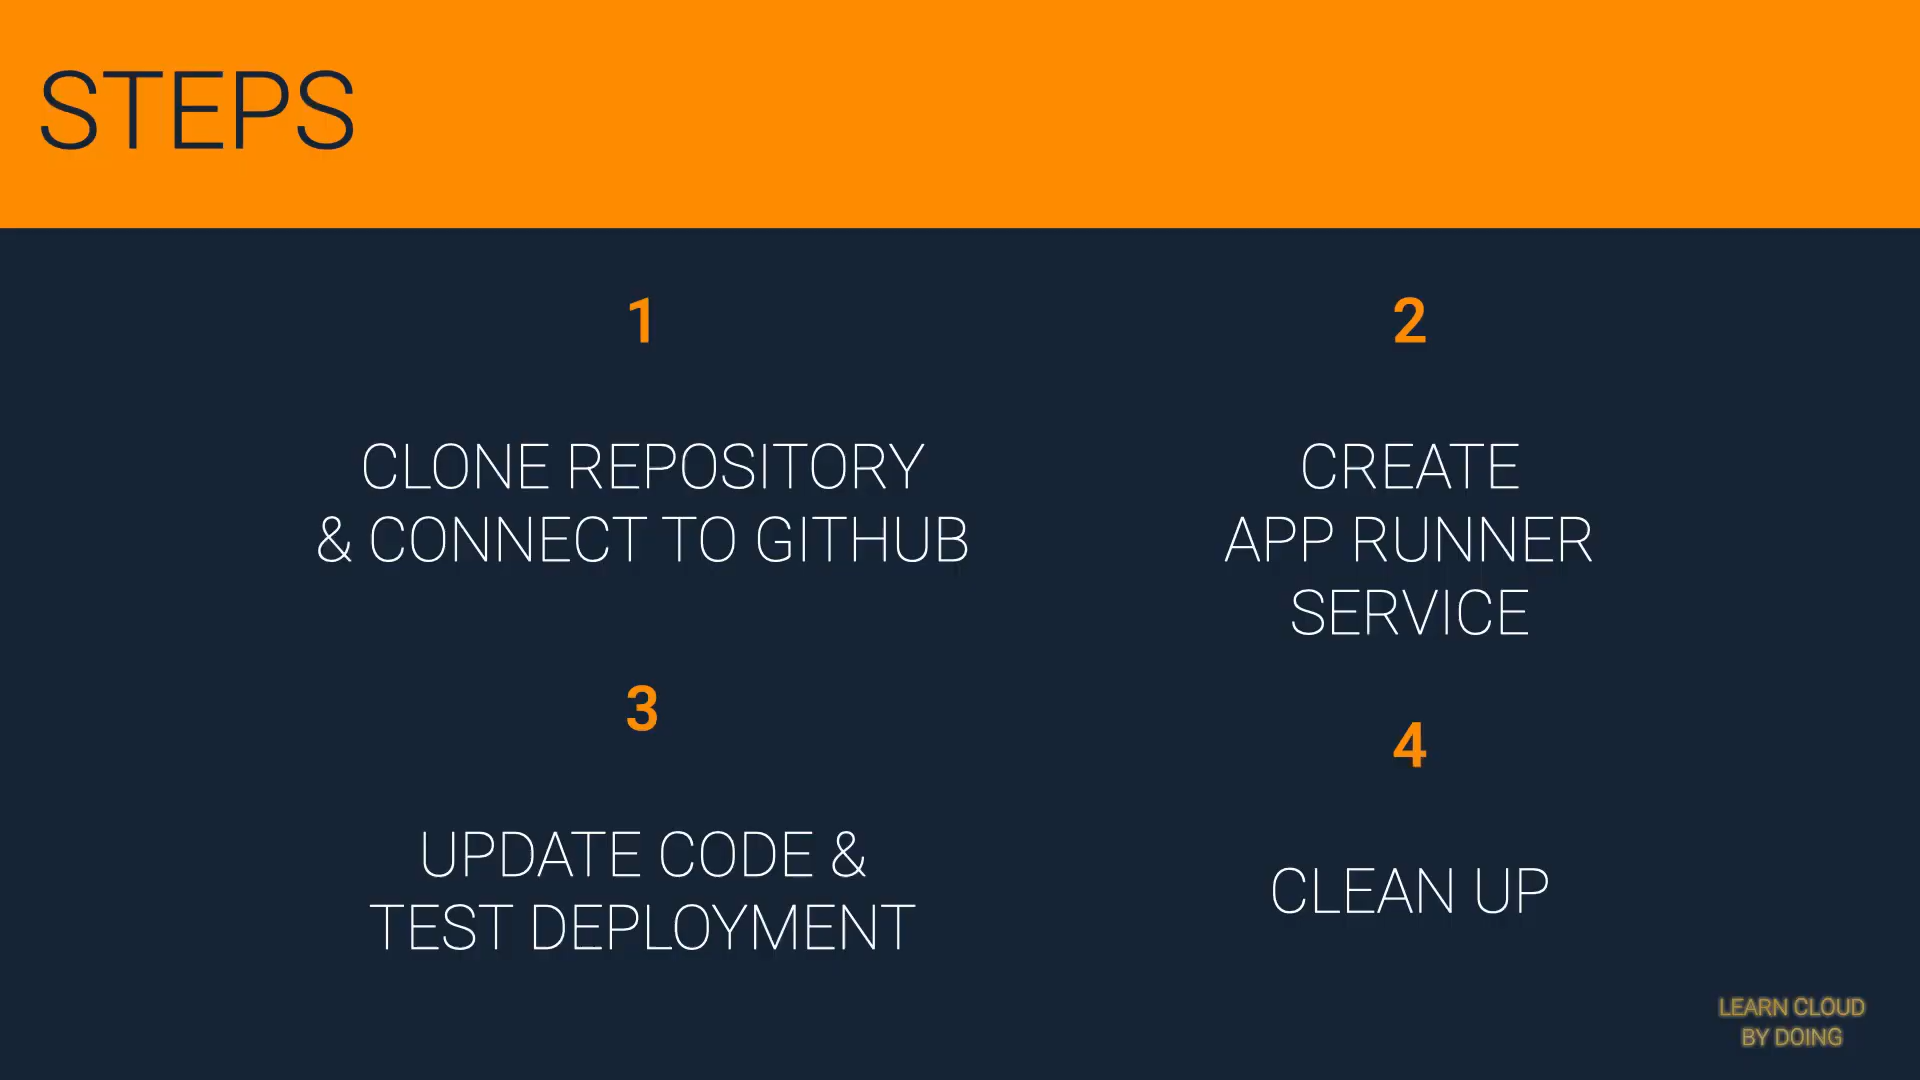 STEPS
1
CLONE REPOSITORY
& CONNECT TO GITHUB
2
CREATE
APP RUNNER
SERVICE
3
UPDATE CODE &
TEST DEPLOYMENT
4
CLEAN UP
LEARN CLOUD
BY DOING